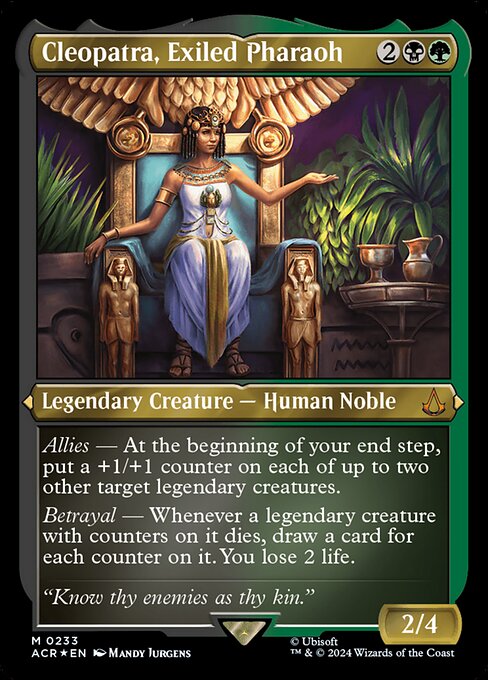 Cleopatra, Exiled Pharaoh 2
Legendary Creature — Human Noble
Allies — At the beginning of your end step,
put a +1/+1 counter on each of up to two
other target legendary creatures.
Betrayal — Whenever a legendary creature
with counters on it dies, draw a card for
each counter on it. You lose 2 life.
“Know thy enemies as thy kin.”
2/4
M 0233
ACR★EN Mandy Jurgens
© Ubisoft
™ & © 2024 Wizards of the Coast